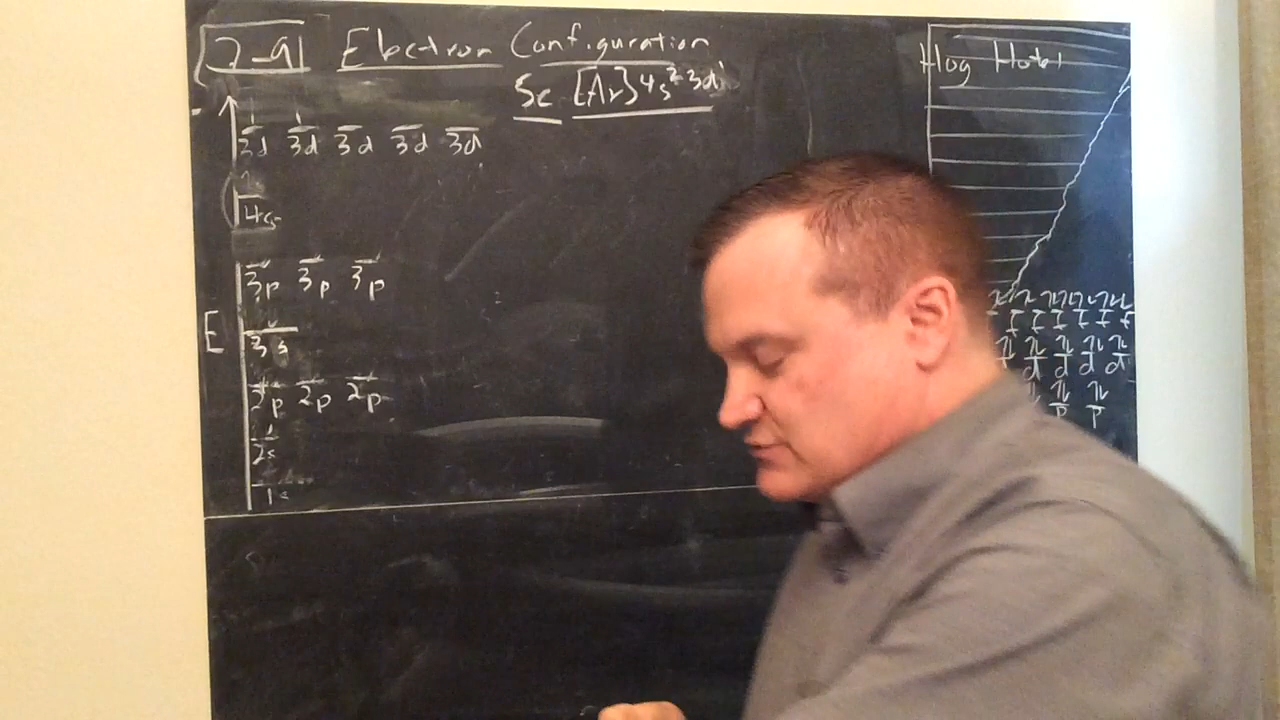 7-9 Electron Configuration
Sc [Ar] 4s² 3d¹
3d 3d 3d 3d 3d
4s
3p 3p 3p
E
3s
2p 2p 2p
2s
1s
Hog Hotel
f f f f f f
d d d d d
p p